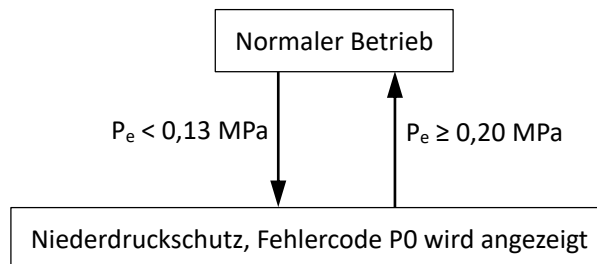 Normaler Betrieb
Pₑ < 0,13 MPa
Pₑ ≥ 0,20 MPa
Niederdruckschutz, Fehlercode P0 wird angezeigt